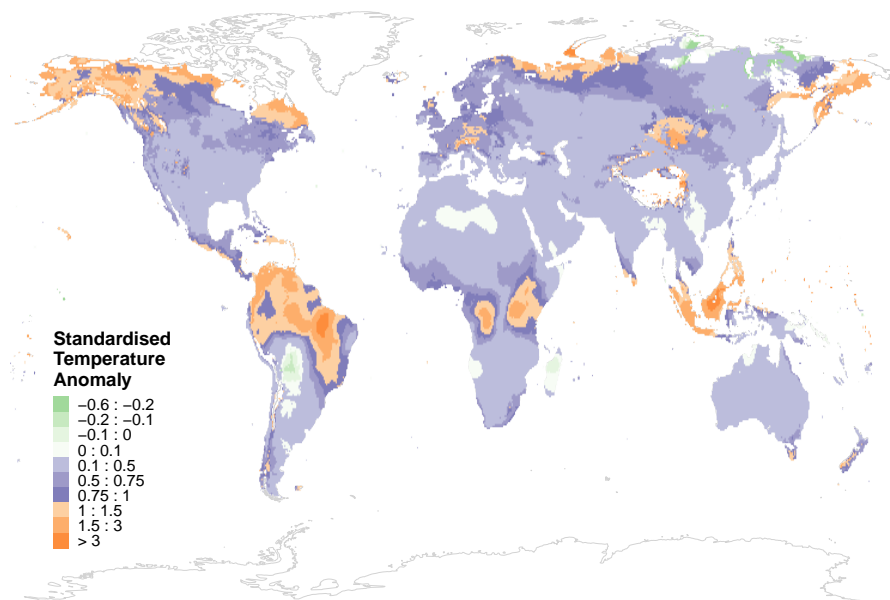 Standardised
Temperature
Anomaly
−0.6 : −0.2
−0.2 : −0.1
−0.1 : 0
0 : 0.1
0.1 : 0.5
0.5 : 0.75
0.75 : 1
1 : 1.5
1.5 : 3
> 3